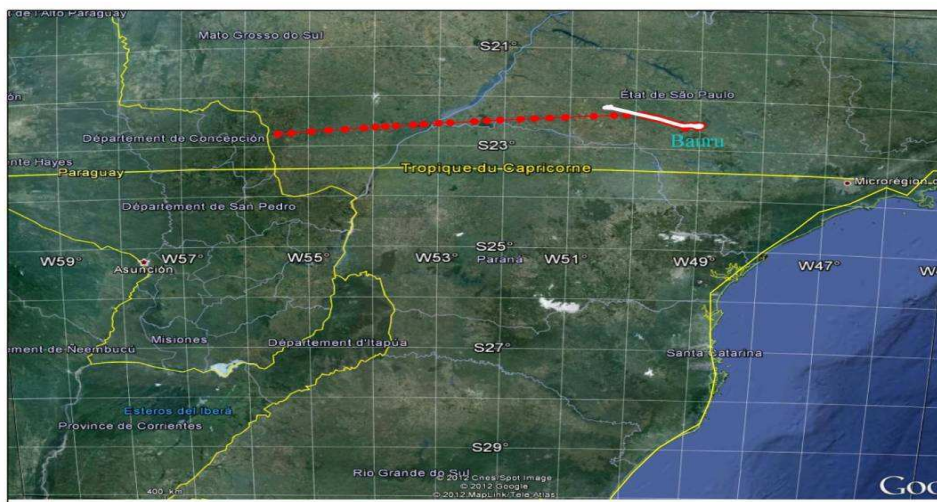 t de l'Alto Paraguay
Mato Grosso do Sul
S21°
État de São Paulo
Département de Concepción
Bauru
S23°
nte Hayes
Paraguay
Tropique du Capricorne
Microrégion d
Département de San Pedro
S25°
W59°
W57°
W55°
W53°
W51°
W49°
W47°
Asunción
Paraná
Misiones
ement de Ñeembucú
Département d'Itapúa
S27°
Santa Catarina
Esteros del Iberá
Province de Corrientes
S29°
Rio Grande do Sul
© 2012 Cnes Spot Image
© 2012 Google
© 2012 MapLink/Tele Atlas
400 km
Goo